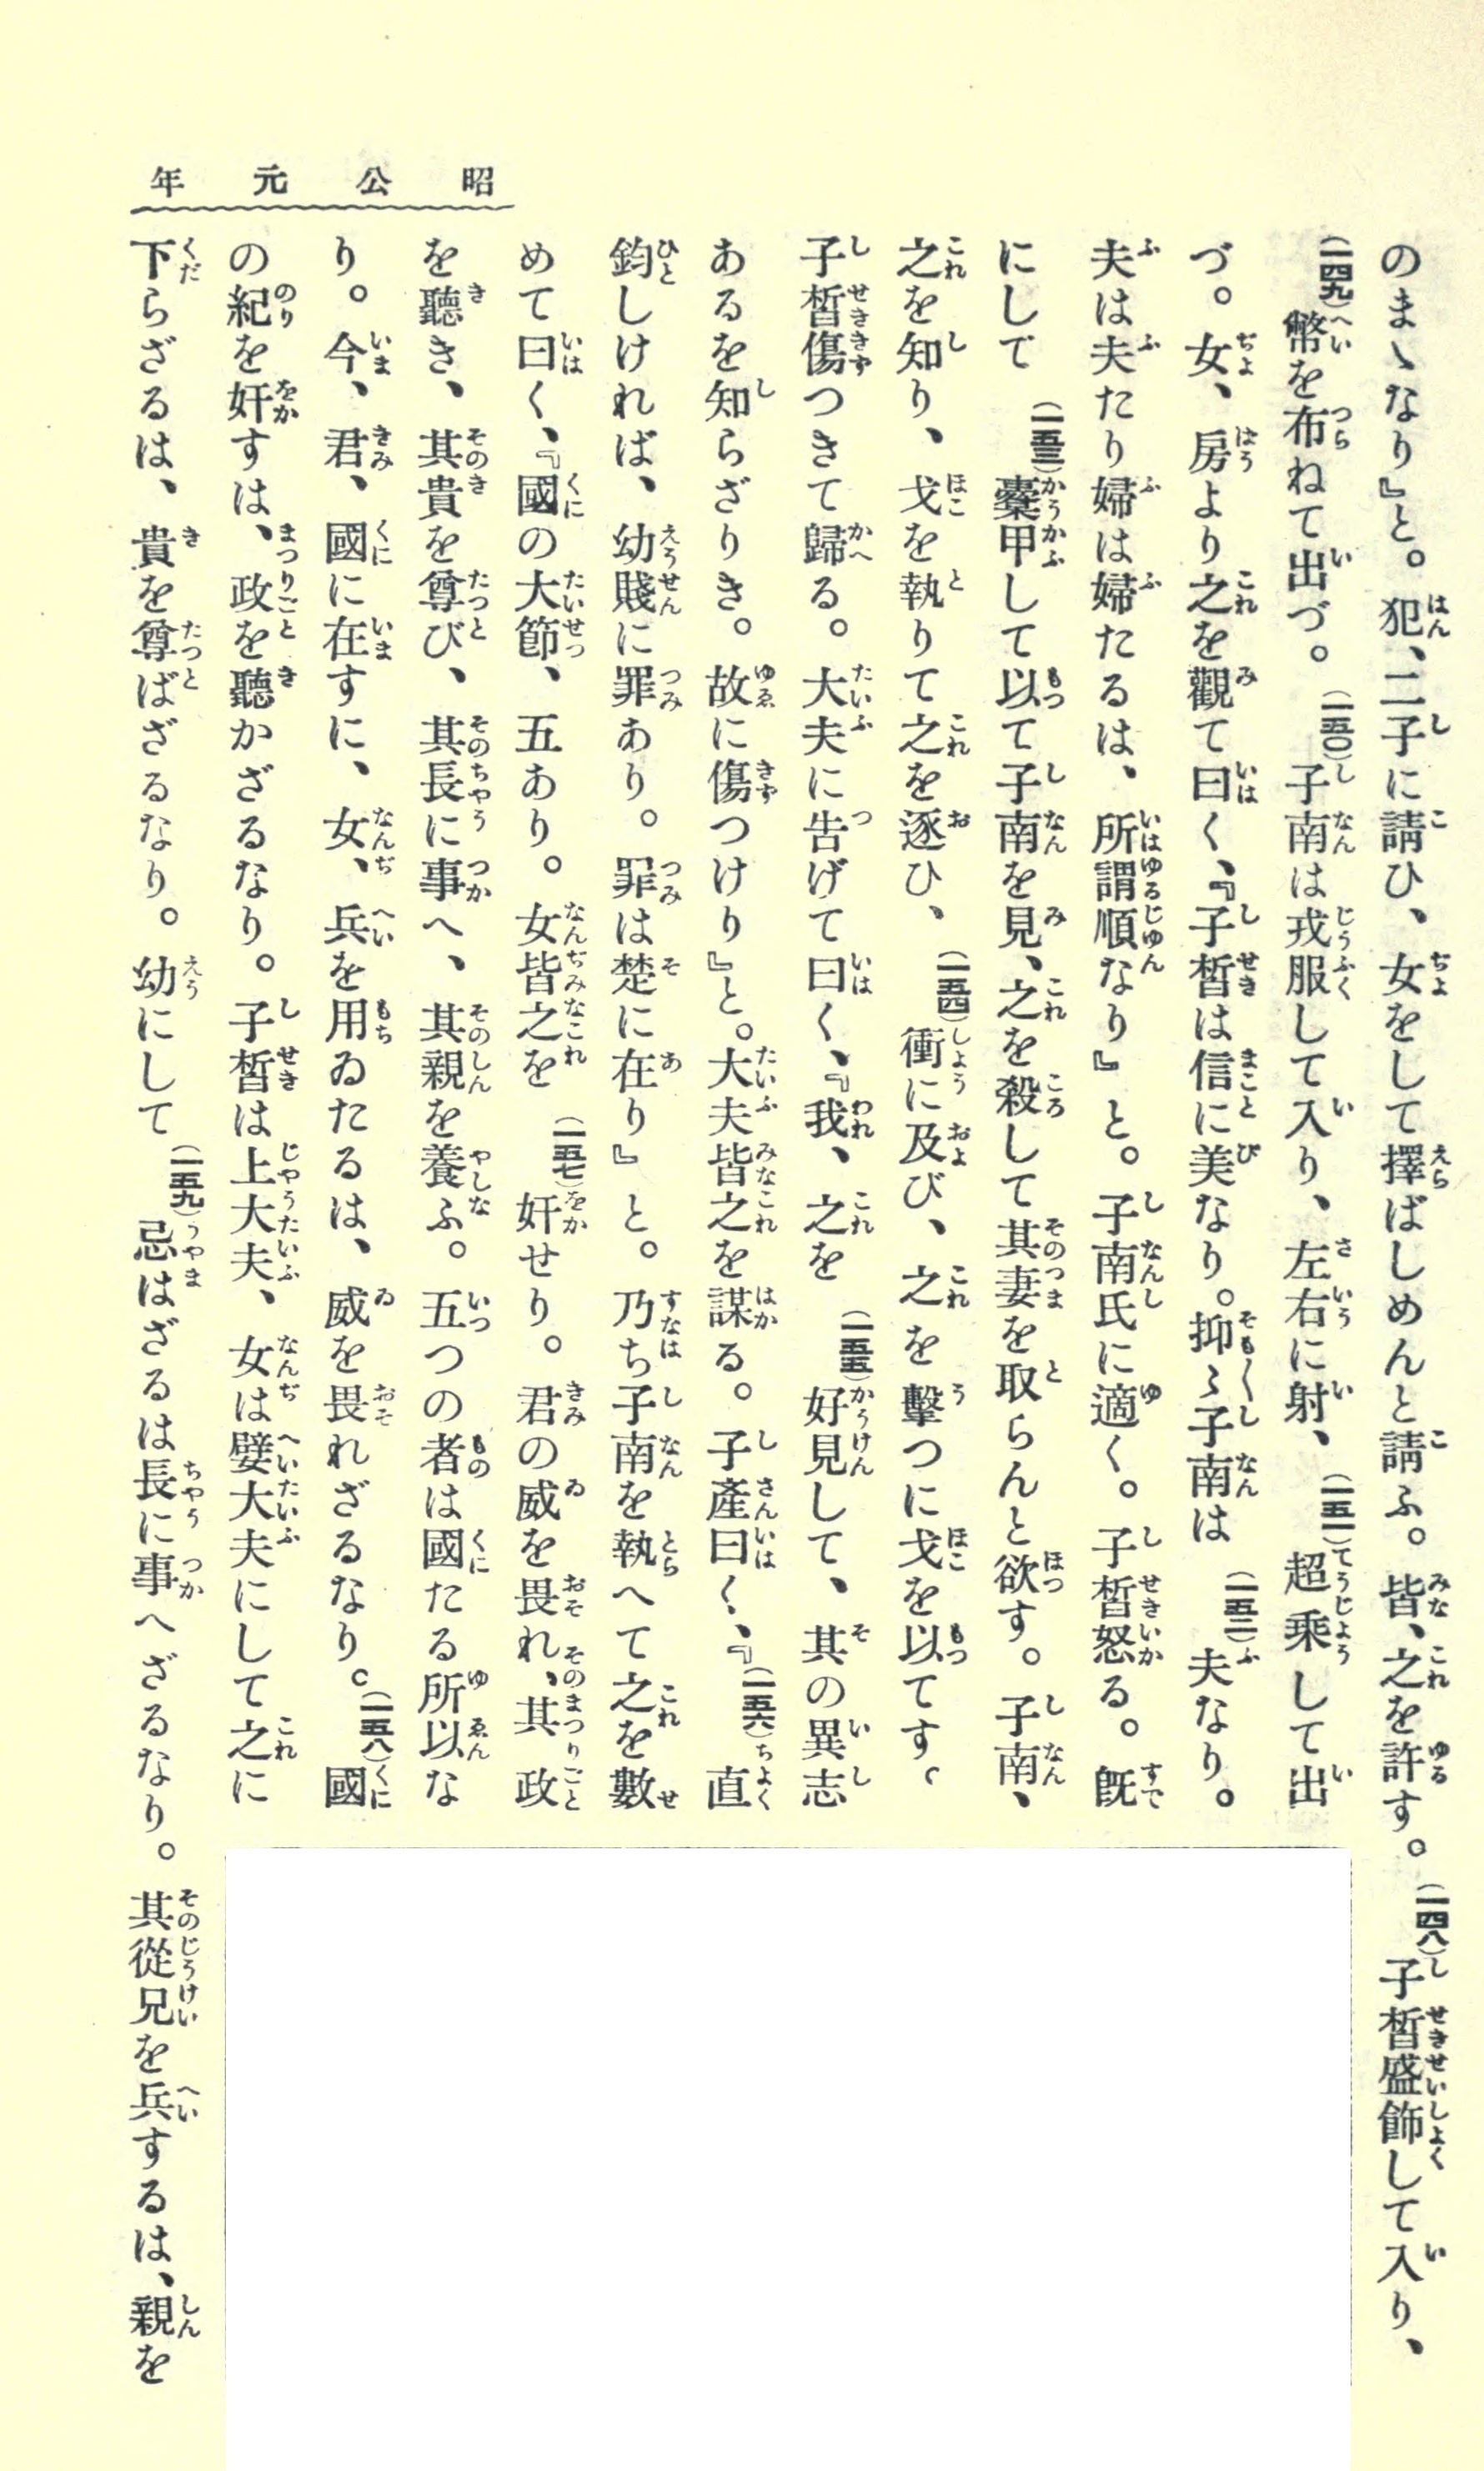 昭公元年
のまゝなり』と。犯、二子に請ひ、女をして擇ばしめんと請ふ。皆、之を許す。(一四八)子晳盛飾して入り、
(一四九)幣を布ねて出づ。(一五〇)子南は戎服して入り、左右に射、(一五一)超乘して出
づ。女、房より之を觀て曰く、『子晳は信に美なり。抑〻子南は(一五二)夫なり。
夫は夫たり婦は婦たるは、所謂順なり』と。子南氏に適く。子晳怒る。旣
にして(一五三)櫜甲して以て子南を見、之を殺して其妻を取らんと欲す。子南、
之を知り、戈を執りて之を逐ひ、(一五四)衝に及び、之を擊つに戈を以てす。
子晳傷つきて歸る。大夫に告げて曰く、『我、之を(一五五)好見して、其の異志
あるを知らざりき。故に傷つけり』と。大夫皆之を謀る。子產曰く、『(一五六)直
鈞しければ、幼賤に罪あり。罪は楚に在り』と。乃ち子南を執へて之を數
めて曰く、『國の大節、五あり。女皆之を(一五七)奸せり。君の威を畏れ、其政
を聽き、其貴を尊び、其長に事へ、其親を養ふ。五つの者は國たる所以な
り。今、君、國に在すに、女、兵を用ゐたるは、威を畏れざるなり。(一五八)國
の紀を奸すは、政を聽かざるなり。子晳は上大夫、女は嬖大夫にして之に
下らざるは、貴を尊ばざるなり。幼にして(一五九)忌はざるは長に事へざるなり。其從兄を兵するは、親を